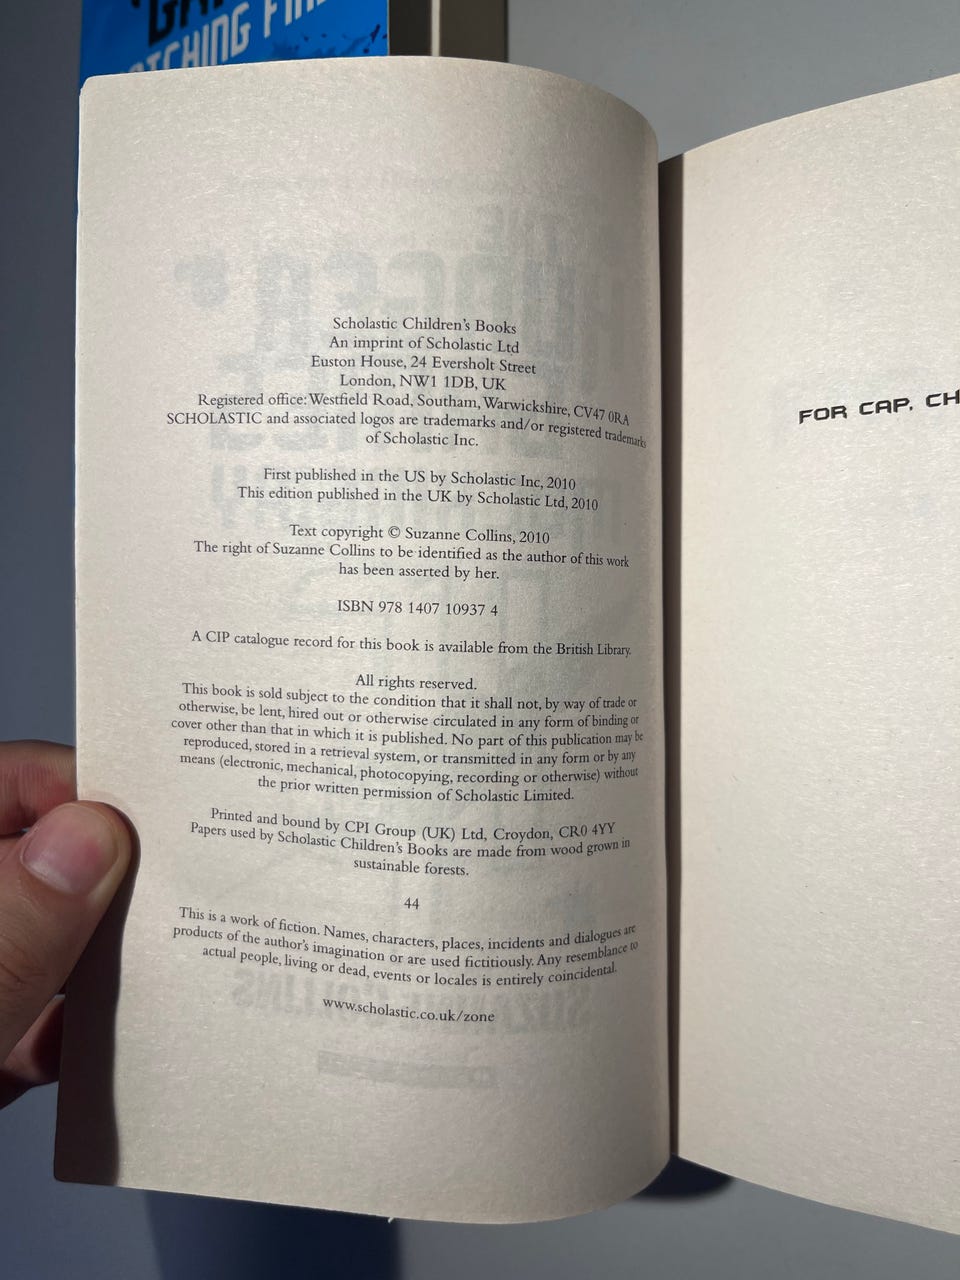 GA
TCHING FI
Scholastic Children's Books
An imprint of Scholastic Ltd
Euston House, 24 Eversholt Street
London, NW1 1DB, UK
Registered office: Westfield Road, Southam, Warwickshire, CV47 0RA
SCHOLASTIC and associated logos are trademarks and/or registered trademarks
of Scholastic Inc.
First published in the US by Scholastic Inc, 2010
This edition published in the UK by Scholastic Ltd, 2010
Text copyright © Suzanne Collins, 2010
The right of Suzanne Collins to be identified as the author of this work
has been asserted by her.
ISBN 978 1407 10937 4
A CIP catalogue record for this book is available from the British Library.
All rights reserved.
This book is sold subject to the condition that it shall not, by way of trade or
otherwise, be lent, hired out or otherwise circulated in any form of binding or
cover other than that in which it is published. No part of this publication may be
reproduced, stored in a retrieval system, or transmitted in any form or by any
means (electronic, mechanical, photocopying, recording or otherwise) without
the prior written permission of Scholastic Limited.
Printed and bound by CPI Group (UK) Ltd, Croydon, CR0 4YY
Papers used by Scholastic Children's Books are made from wood grown in
sustainable forests.
44
This is a work of fiction. Names, characters, places, incidents and dialogues are
products of the author's imagination or are used fictitiously. Any resemblance to
actual people, living or dead, events or locales is entirely coincidental.
www.scholastic.co.uk/zone
FOR CAP, CH